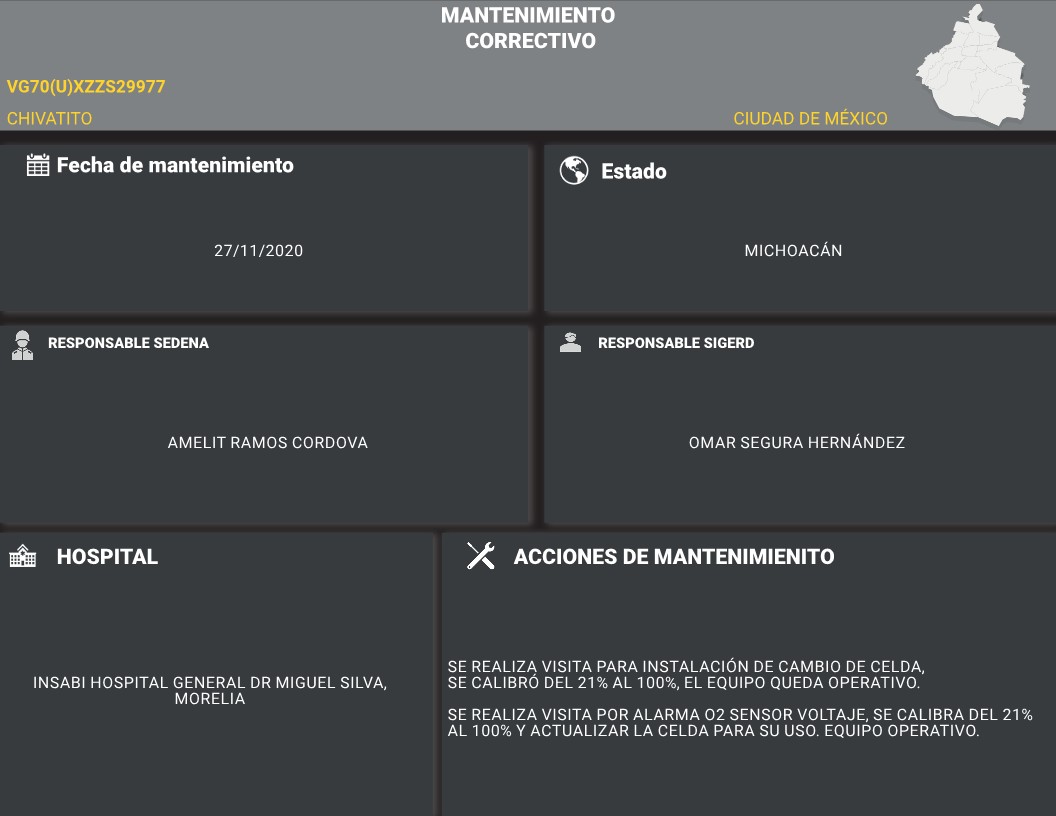 MANTENIMIENTO
CORRECTIVO
VG70(U)XZZS29977
CHIVATITO
CIUDAD DE MÉXICO
Fecha de mantenimiento
27/11/2020
Estado
MICHOACÁN
RESPONSABLE SEDENA
AMELIT RAMOS CORDOVA
RESPONSABLE SIGERD
OMAR SEGURA HERNÁNDEZ
HOSPITAL
INSABI HOSPITAL GENERAL DR MIGUEL SILVA,
MORELIA
ACCIONES DE MANTENIMIENITO
SE REALIZA VISITA PARA INSTALACIÓN DE CAMBIO DE CELDA,
SE CALIBRÓ DEL 21% AL 100%, EL EQUIPO QUEDA OPERATIVO.
SE REALIZA VISITA POR ALARMA O2 SENSOR VOLTAJE, SE CALIBRA DEL 21%
AL 100% Y ACTUALIZAR LA CELDA PARA SU USO. EQUIPO OPERATIVO.